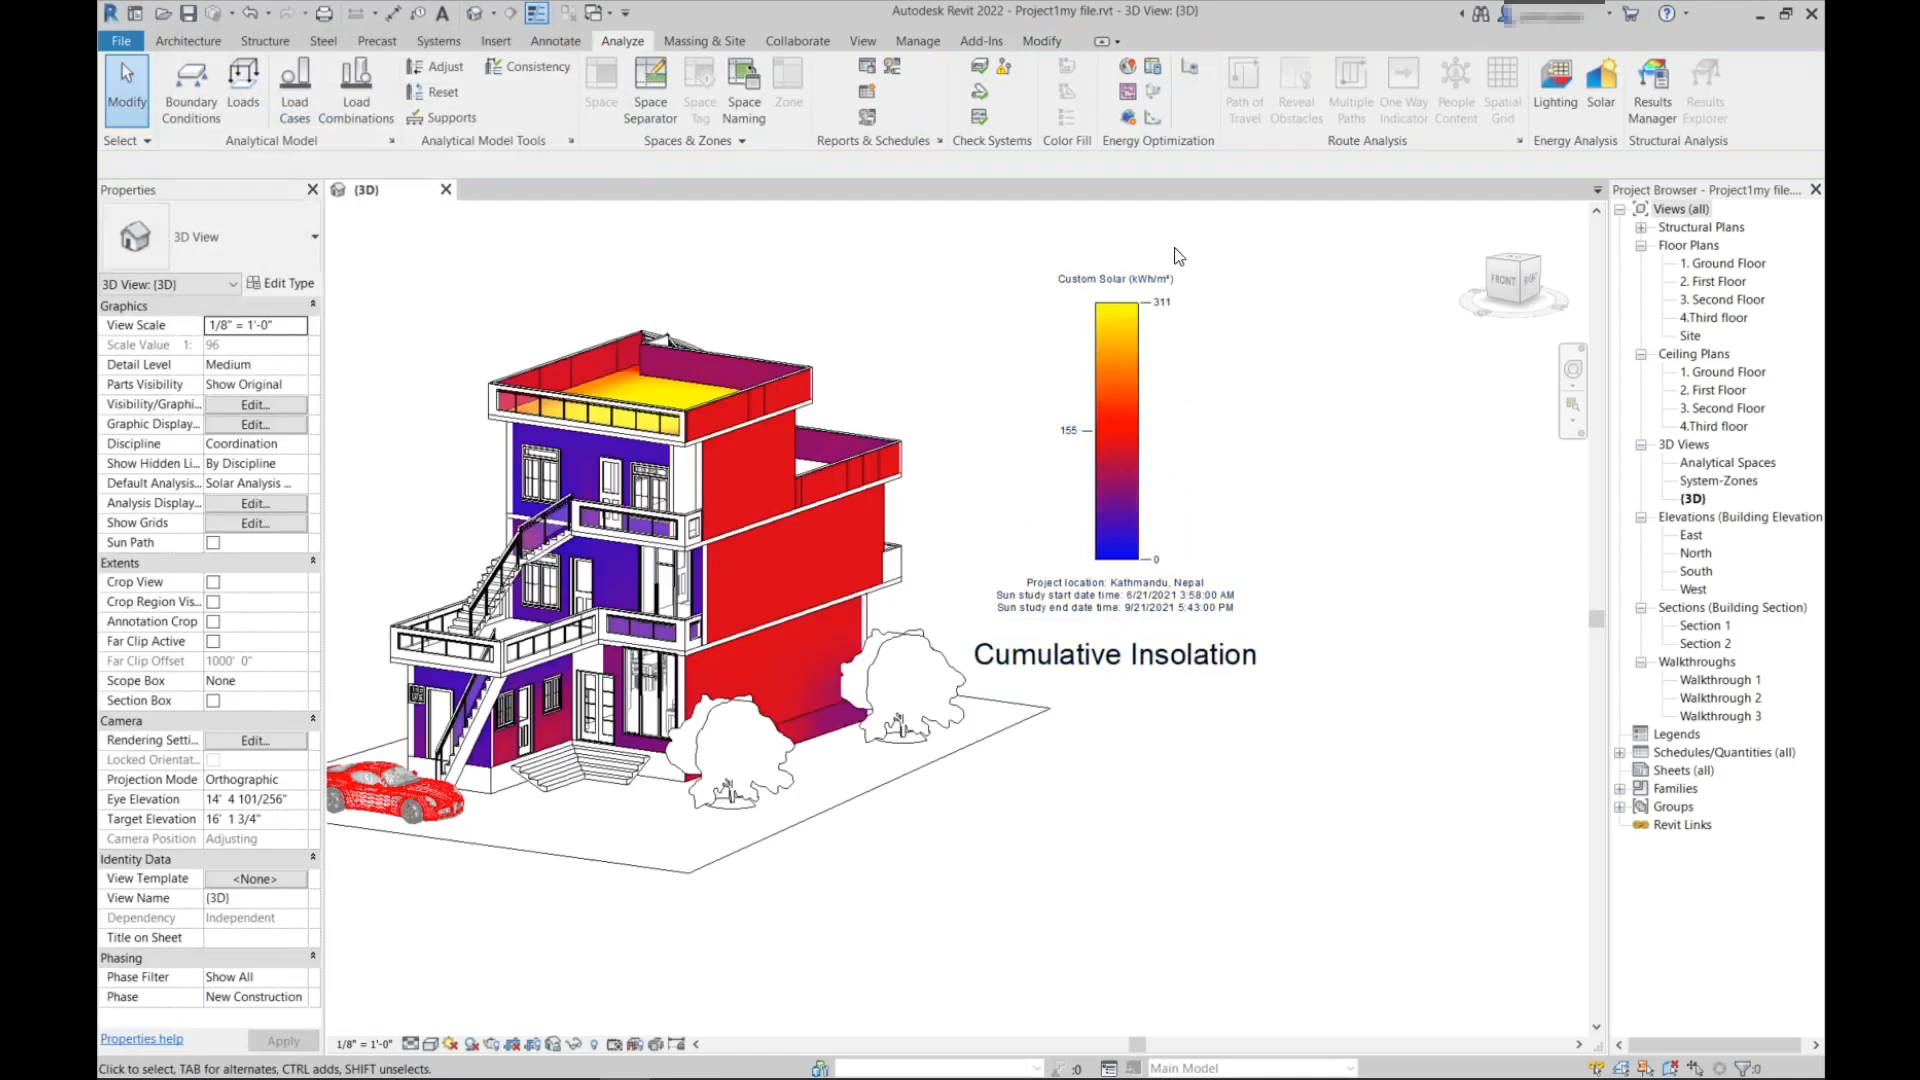 Autodesk Revit 2022 - Project1my file.rvt - 3D View: {3D}
File Architecture Structure Steel Precast Systems Insert Annotate Analyze Massing & Site Collaborate View Manage Add-Ins Modify
Modify
Boundary Conditions
Loads
Load Cases
Load Combinations
Adjust
Reset
Supports
Consistency
Space
Space Separator
Space Tag
Space Naming
Zone
Path of Travel
Reveal Obstacles
Multiple Paths
One Way Indicator
People Content
Spatial Grid
Lighting
Solar
Results Manager
Results Explorer
Select
Analytical Model
Analytical Model Tools
Spaces & Zones
Reports & Schedules
Check Systems
Color Fill
Energy Optimization
Route Analysis
Energy Analysis
Structural Analysis
Properties
3D View
3D View: {3D}
Edit Type
Graphics
View Scale 1/8" = 1'-0"
Scale Value 1: 96
Detail Level Medium
Parts Visibility Show Original
Visibility/Graphi... Edit...
Graphic Display... Edit...
Discipline Coordination
Show Hidden Li... By Discipline
Default Analysis... Solar Analysis ...
Analysis Display... Edit...
Show Grids Edit...
Sun Path
Extents
Crop View
Crop Region Vis...
Annotation Crop
Far Clip Active
Far Clip Offset 1000' 0"
Scope Box None
Section Box
Camera
Rendering Setti... Edit...
Locked Orientat...
Projection Mode Orthographic
Eye Elevation 14' 4 101/256"
Target Elevation 16' 1 3/4"
Camera Position Adjusting
Identity Data
View Template <None>
View Name {3D}
Dependency Independent
Title on Sheet
Phasing
Phase Filter Show All
Phase New Construction
Properties help
Apply
{3D}
Custom Solar (kWh/m²)
311
155
0
Project location: Kathmandu, Nepal
Sun study start date time: 6/21/2021 3:58:00 AM
Sun study end date time: 9/21/2021 5:43:00 PM
Cumulative Insolation
FRONT
RIGHT
1/8" = 1'-0"
Project Browser - Project1my file....
Views (all)
Structural Plans
Floor Plans
1. Ground Floor
2. First Floor
3. Second Floor
4.Third floor
Site
Ceiling Plans
1. Ground Floor
2. First Floor
3. Second Floor
4.Third floor
3D Views
Analytical Spaces
System-Zones
{3D}
Elevations (Building Elevation
East
North
South
West
Sections (Building Section)
Section 1
Section 2
Walkthroughs
Walkthrough 1
Walkthrough 2
Walkthrough 3
Legends
Schedules/Quantities (all)
Sheets (all)
Families
Groups
Revit Links
Click to select, TAB for alternates, CTRL adds, SHIFT unselects.
:0
Main Model
:0